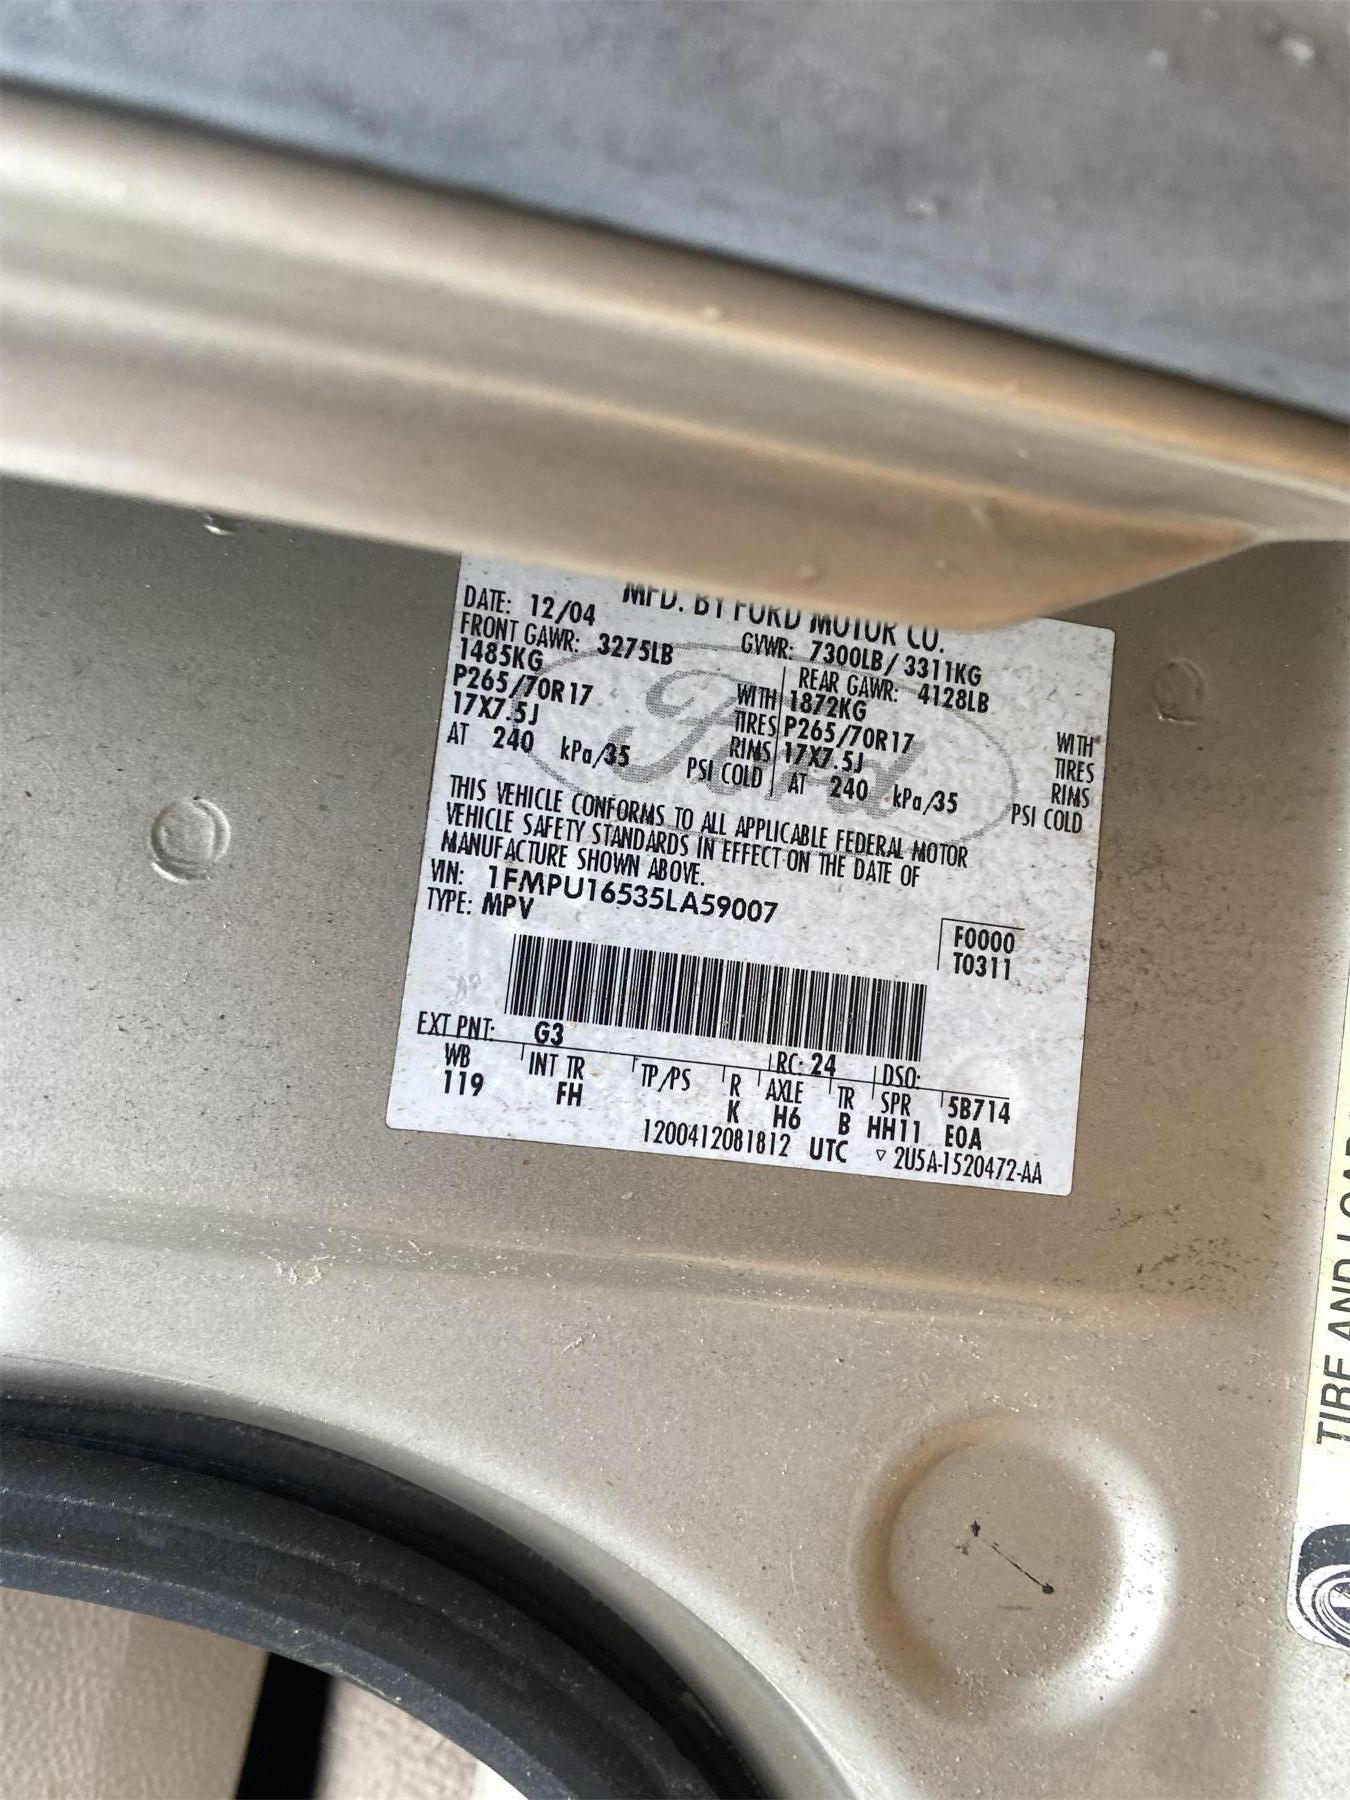 MFD. BY FORD MOTOR CO.
DATE: 12/04 GVWR: 7300LB/ 3311KG
FRONT GAWR: 3275LB REAR GAWR: 4128LB
1485KG WITH 1872KG WITH
P265/70R17 TIRES P265/70R17 TIRES
17X7.5J RIMS 17X7.5J RIMS
AT 240 kPa/35 PSI COLD AT 240 kPa/35 PSI COLD
THIS VEHICLE CONFORMS TO ALL APPLICABLE FEDERAL MOTOR
VEHICLE SAFETY STANDARDS IN EFFECT ON THE DATE OF
MANUFACTURE SHOWN ABOVE.
VIN: 1FMPU16535LA59007
TYPE: MPV
F0000
T0311
EXT PNT: G3 RC: 24 DSO:
WB INT TR TP/PS R AXLE TR SPR 5B714
119 FH K H6 B HH11 E0A
1200412081812 UTC ▽ 2U5A-1520472-AA
Ford
TIRE AND